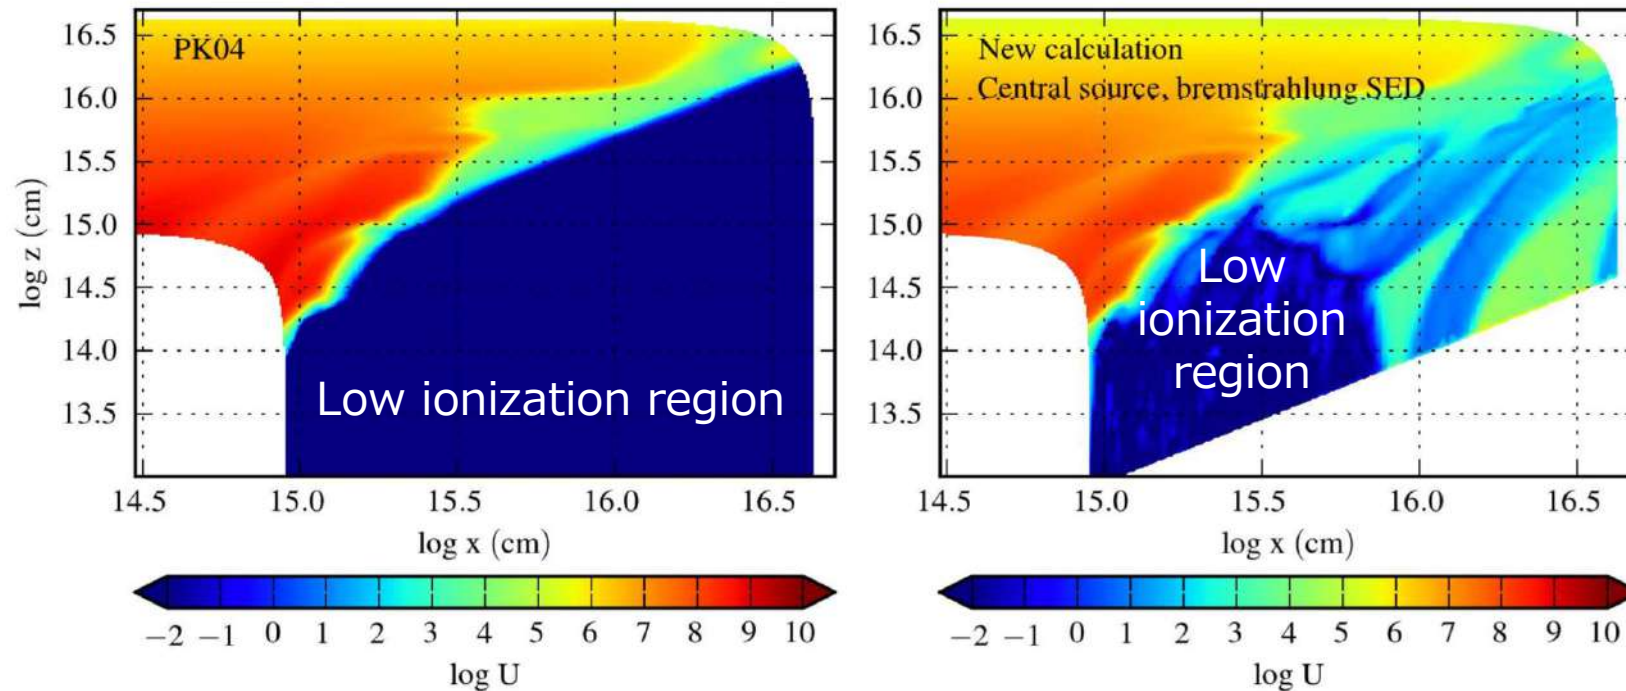 PK04
16.5
16.0
15.5
15.0
14.5
14.0
13.5
log z (cm)
Low ionization region
14.5 15.0 15.5 16.0 16.5
log x (cm)
−2 −1 0 1 2 3 4 5 6 7 8 9 10
log U
New calculation
Central source, bremstrahlung SED
16.5
16.0
15.5
15.0
14.5
14.0
13.5
Low
ionization
region
14.5 15.0 15.5 16.0 16.5
log x (cm)
−2 −1 0 1 2 3 4 5 6 7 8 9 10
log U